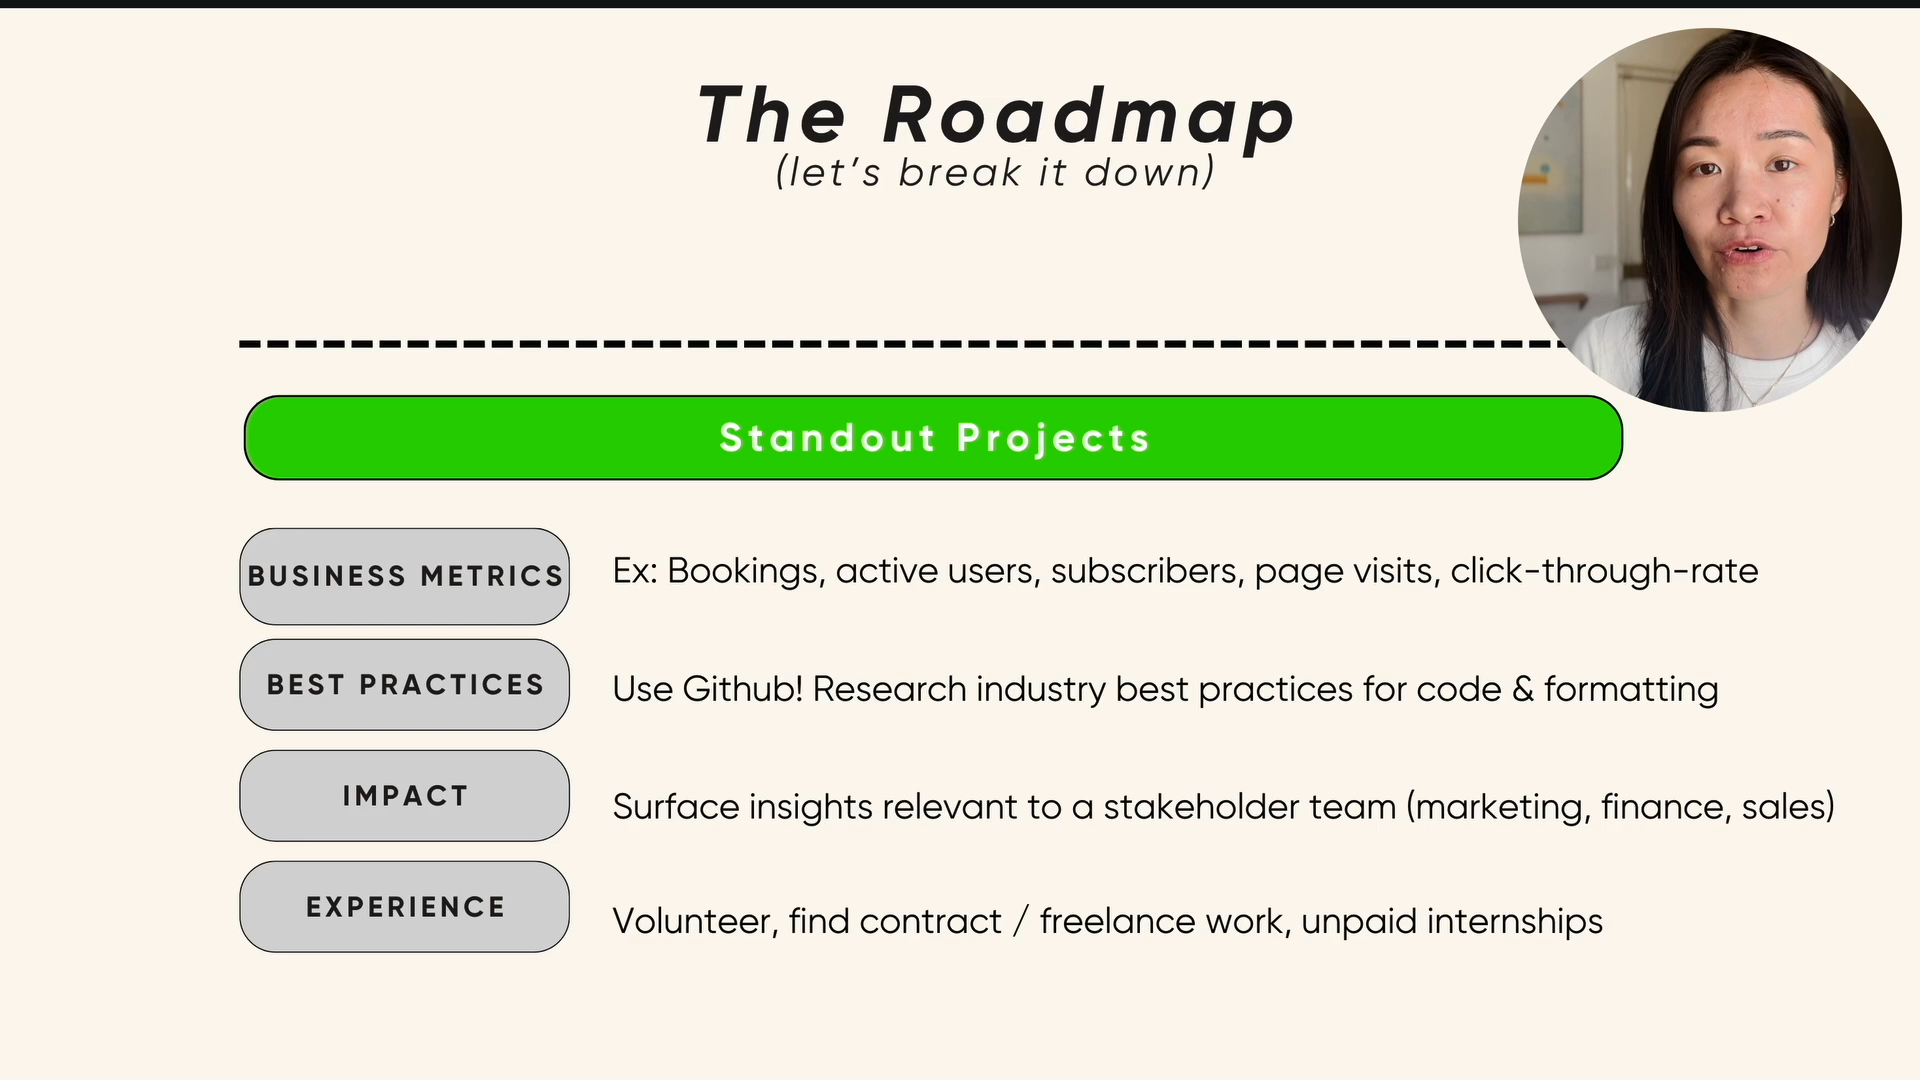 The Roadmap
(let's break it down)
Standout Projects
BUSINESS METRICS
Ex: Bookings, active users, subscribers, page visits, click-through-rate
BEST PRACTICES
Use Github! Research industry best practices for code & formatting
IMPACT
Surface insights relevant to a stakeholder team (marketing, finance, sales)
EXPERIENCE
Volunteer, find contract / freelance work, unpaid internships